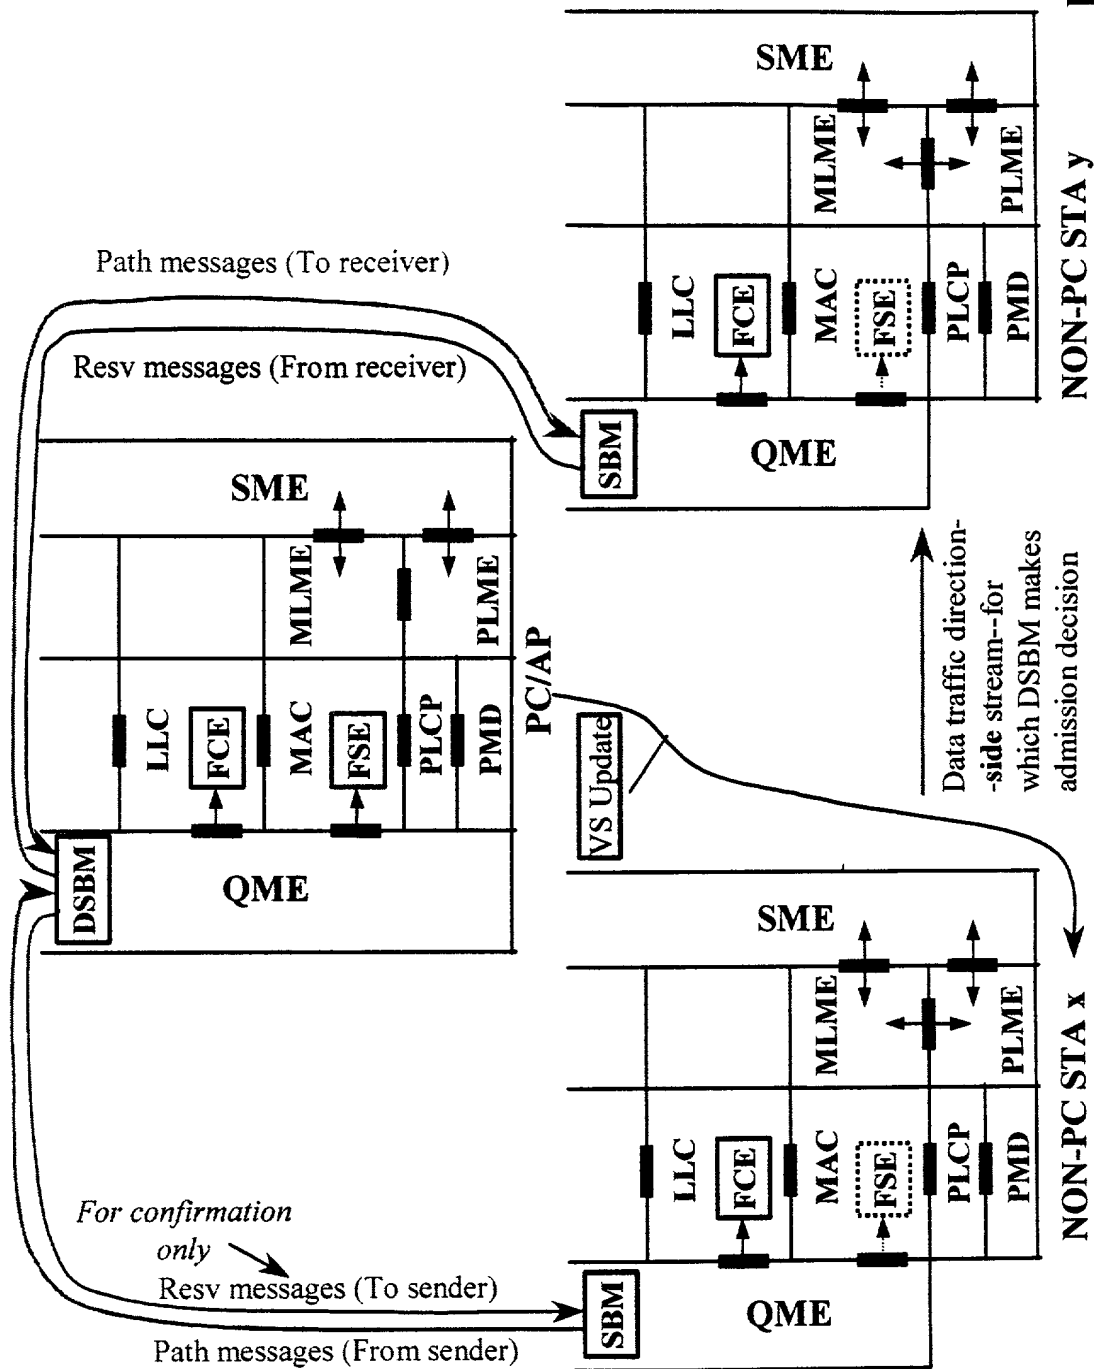 SME
MLME
PLME
LLC
FCE
MAC
FSE
PLCP
PMD
SBM
QME
NON-PC STA y
Path messages (To receiver)
Resv messages (From receiver)
SME
MLME
PLME
LLC
FCE
MAC
FSE
PLCP
PMD
DSBM
QME
PC/AP
VS Update
Data traffic direction-
-side stream--for
which DSBM makes
admission decision
SME
MLME
PLME
LLC
FCE
MAC
FSE
PLCP
PMD
SBM
QME
NON-PC STA x
For confirmation
only
Resv messages (To sender)
Path messages (From sender)